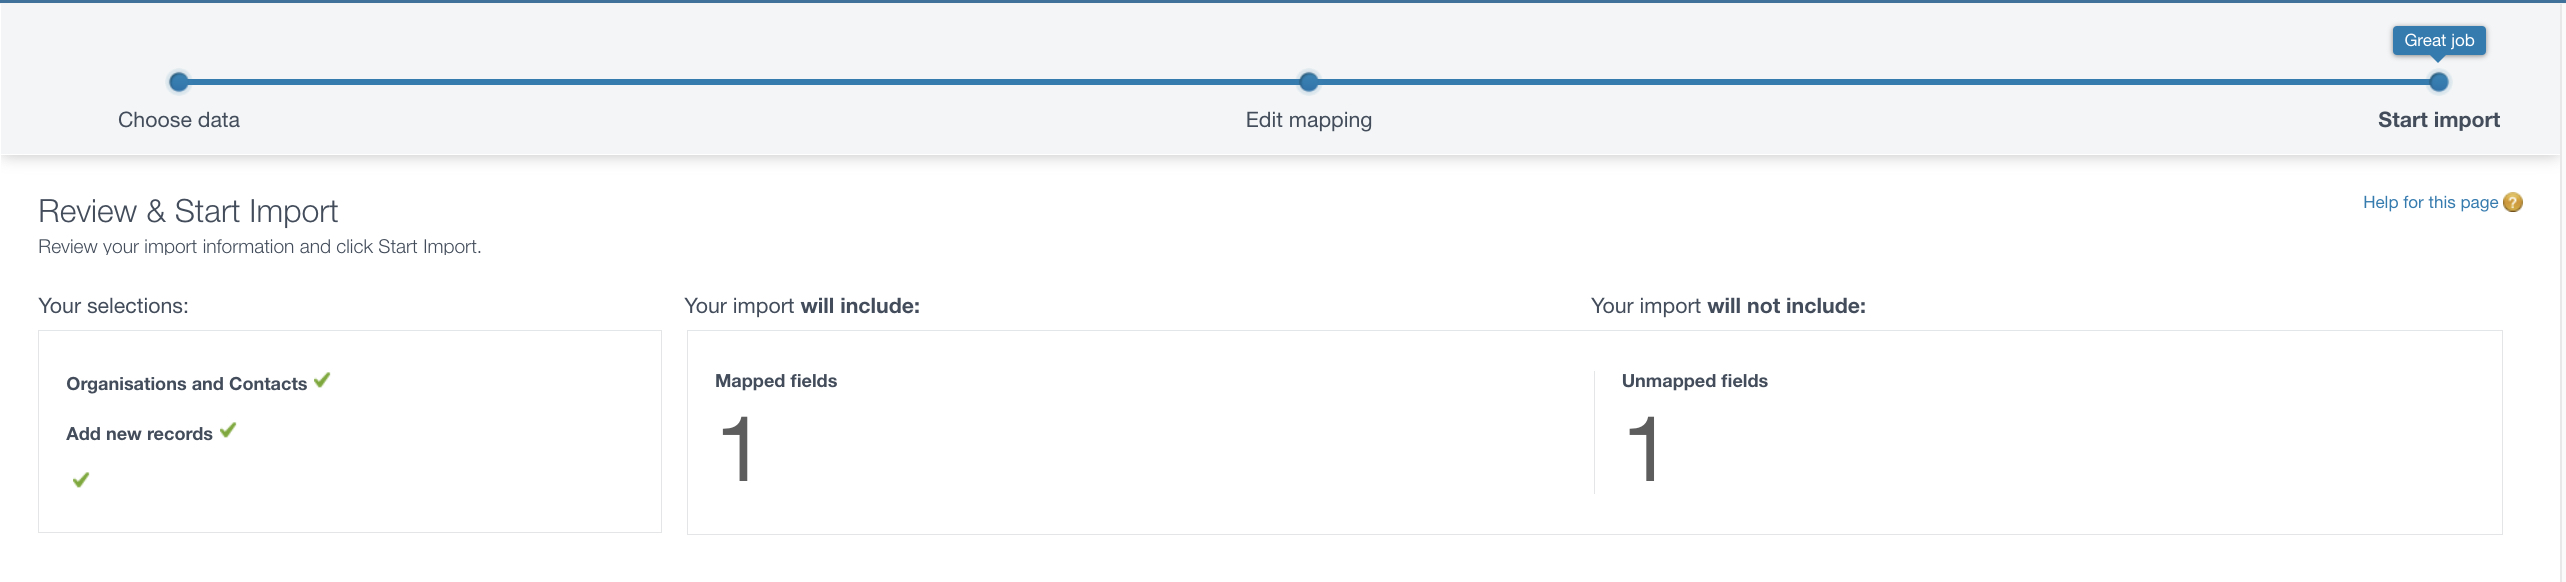 Great job
Choose data
Edit mapping
Start import
Review & Start Import
Help for this page ?
Review your import information and click Start Import.
Your selections:
Organisations and Contacts
Add new records
Your import will include:
Mapped fields
1
Your import will not include:
Unmapped fields
1